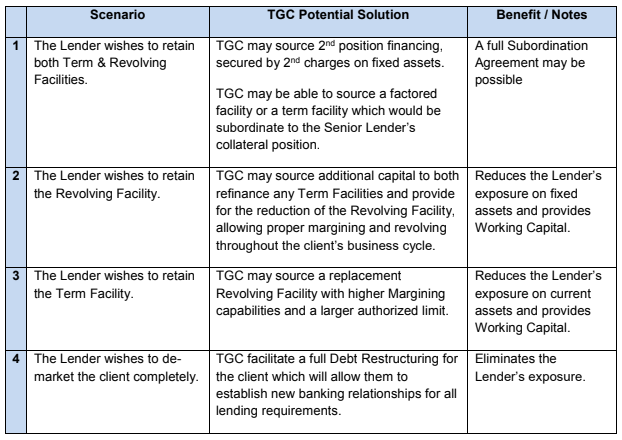 Scenario
TGC Potential Solution
Benefit / Notes
1
The Lender wishes to retain
both Term & Revolving
Facilities.
TGC may source 2nd position financing,
secured by 2nd charges on fixed assets.
TGC may be able to source a factored
facility or a term facility which would be
subordinate to the Senior Lender's
collateral position.
A full Subordination
Agreement may be
possible
2
The Lender wishes to retain
the Revolving Facility.
TGC may source additional capital to both
refinance any Term Facilities and provide
for the reduction of the Revolving Facility,
allowing proper margining and revolving
throughout the client's business cycle.
Reduces the Lender's
exposure on fixed
assets and provides
Working Capital.
3
The Lender wishes to retain
the Term Facility.
TGC may source a replacement
Revolving Facility with higher Margining
capabilities and a larger authorized limit.
Reduces the Lender's
exposure on current
assets and provides
Working Capital.
4
The Lender wishes to de-
market the client completely.
TGC facilitate a full Debt Restructuring for
the client which will allow them to
establish new banking relationships for all
lending requirements.
Eliminates the
Lender's exposure.